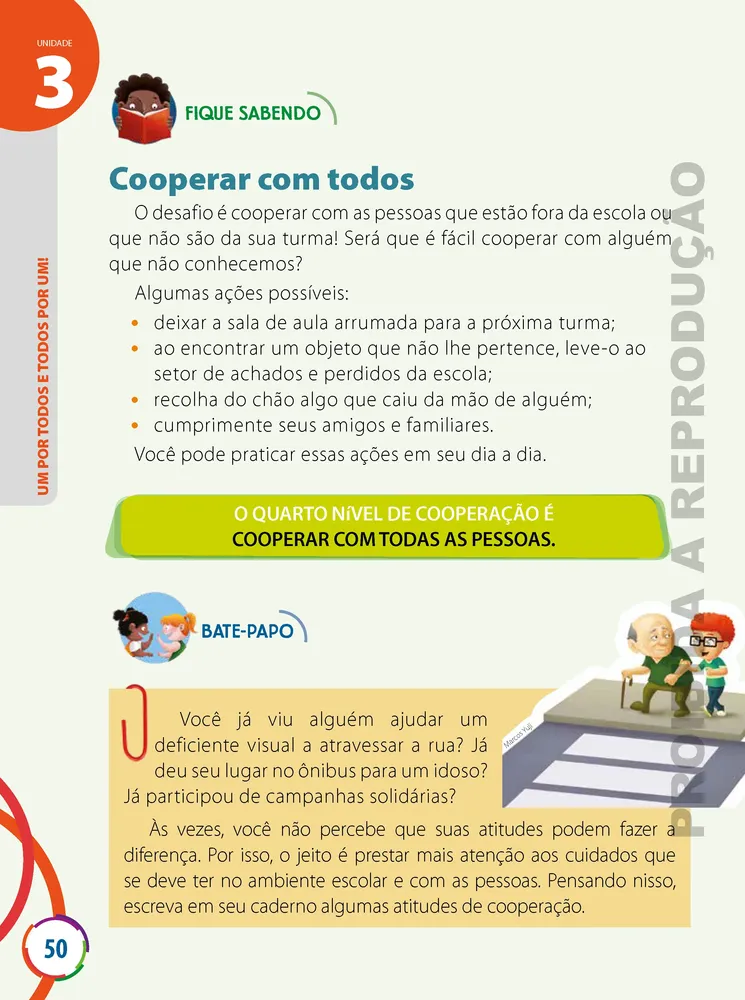 UNIDADE
3
FIQUE SABENDO
Cooperar com todos
O desafio é cooperar com as pessoas que estão fora da escola ou
que não são da sua turma! Será que é fácil cooperar com alguém
que não conhecemos?
Algumas ações possíveis:
• deixar a sala de aula arrumada para a próxima turma;
• ao encontrar um objeto que não lhe pertence, leve-o ao
setor de achados e perdidos da escola;
• recolha do chão algo que caiu da mão de alguém;
• cumprimente seus amigos e familiares.
Você pode praticar essas ações em seu dia a dia.
O QUARTO NíVEL DE COOPERAÇÃO É
COOPERAR COM TODAS AS PESSOAS.
BATE-PAPO
Você já viu alguém ajudar um
deficiente visual a atravessar a rua? Já
deu seu lugar no ônibus para um idoso?
Já participou de campanhas solidárias?
Às vezes, você não percebe que suas atitudes podem fazer a
diferença. Por isso, o jeito é prestar mais atenção aos cuidados que
se deve ter no ambiente escolar e com as pessoas. Pensando nisso,
escreva em seu caderno algumas atitudes de cooperação.
Marcos Yuji
UM POR TODOS E TODOS POR UM!
PROIBIDA A REPRODUÇÃO
50